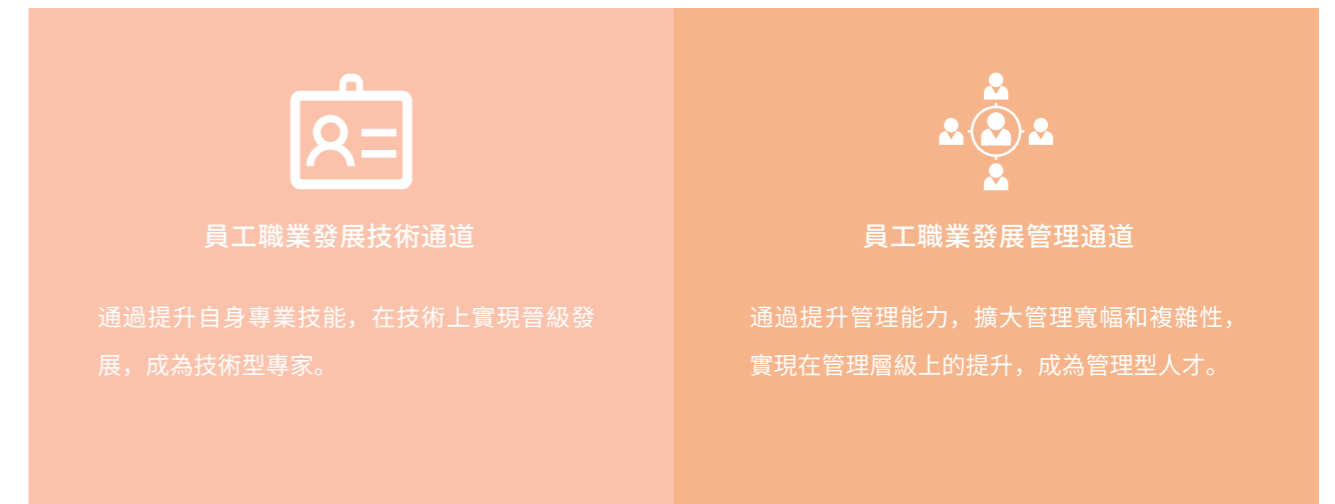 員工職業發展技術通道
通過提升自身專業技能，在技術上實現晉級發
展，成為技術型專家。
員工職業發展管理通道
通過提升管理能力，擴大管理寬幅和複雜性，
實現在管理層級上的提升，成為管理型人才。